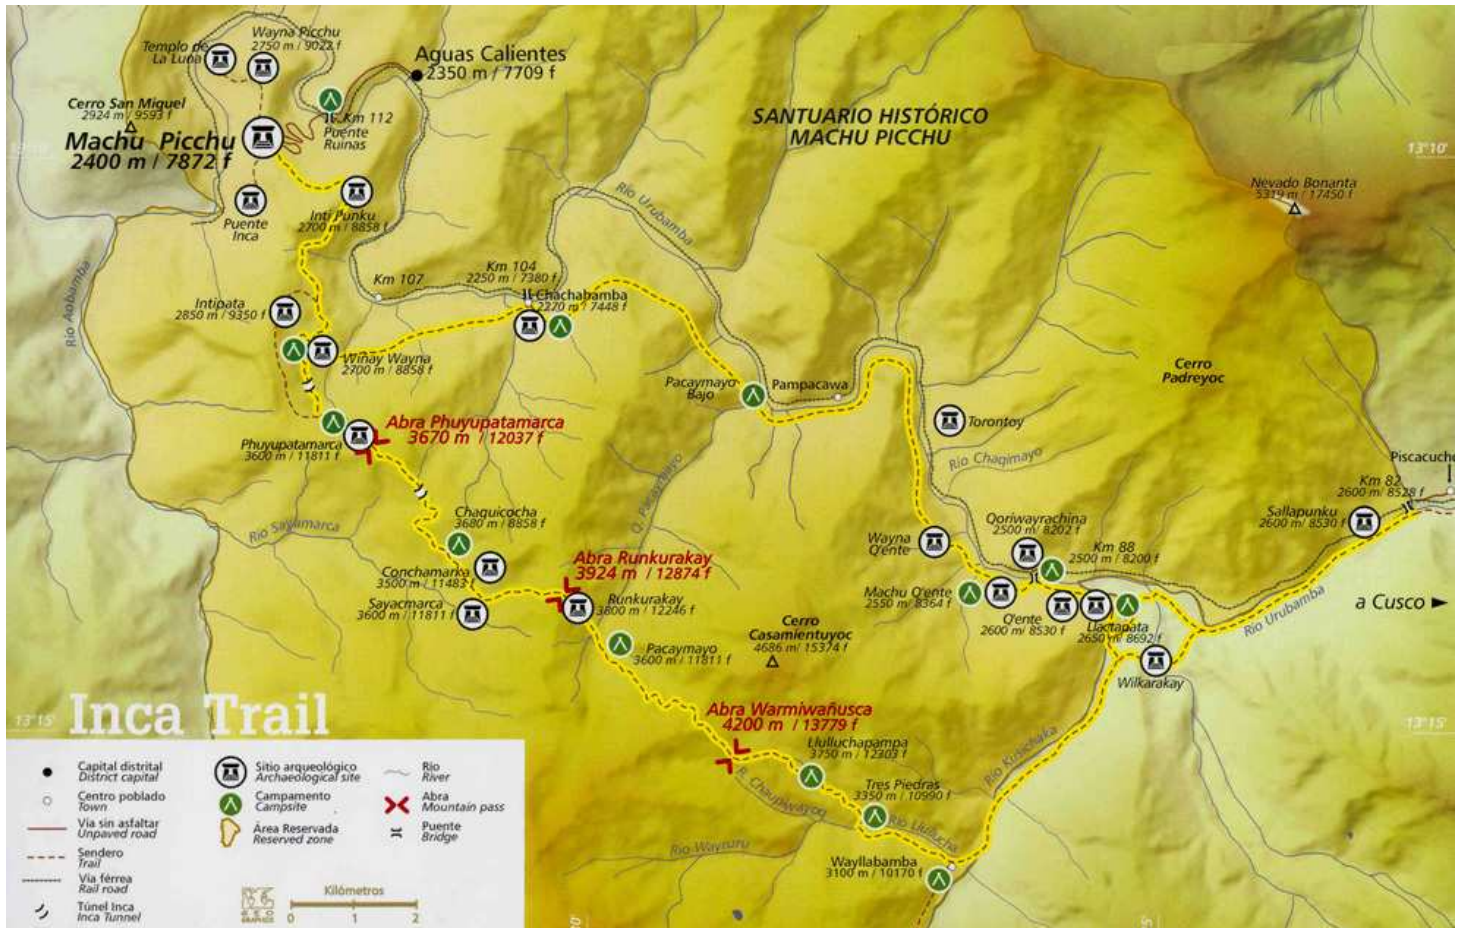 Wayna Picchu
2750 m / 9022 f
Templo de
La Luna
Aguas Calientes
2350 m / 7709 f
Cerro San Miguel
2924 m / 9593 f
Km 112
Puente
Ruinas
Machu Picchu
2400 m / 7872 f
SANTUARIO HISTÓRICO
MACHU PICCHU
13°10'
Nevado Bonanta
5319 m / 17450 f
Puente
Inca
Inti Punku
2700 m / 8858 f
Rio Urubamba
Rio Aobamba
Km 107
Km 104
2250 m / 7380 f
Chachabamba
2270 m / 7448 f
Intipata
2850 m / 9350 f
Wiñay Wayna
2700 m / 8858 f
Cerro
Padreyoc
Pacaymayo
Bajo
Pampacawa
Torontoy
Abra Phuyupatamarca
3670 m / 12037 f
Phuyupatamarca
3600 m / 11811 f
Rio Chaqimayo
Piscacucho
Km 82
2600 m / 8528 f
Sallapunku
2600 m / 8530 f
Q. Pacaymayo
Rio Sayamarca
Chaquicocha
3680 m / 8858 f
Qoriwayrachina
2500 m / 8202 f
Wayna
Q'ente
Km 88
2500 m / 8200 f
Abra Runkurakay
3924 m / 12874 f
Conchamarka
3500 m / 11483 f
Sayacmarca
3600 m / 11811 f
Runkurakay
3800 m / 12246 f
Machu Q'ente
2550 m / 8364 f
Q'ente
2600 m / 8530 f
Llactapata
2650 m / 8692 f
Rio Urubamba
a Cusco
Cerro
Casamientuyoc
4686 m / 15374 f
Pacaymayo
3600 m / 11811 f
Wilkarakay
13°15'
Inca Trail
Abra Warmiwañusca
4200 m / 13779 f
13°15'
Llulluchapampa
3750 m / 12303 f
Rio Kusichaka
Tres Piedras
3350 m / 10990 f
R. Chaupiwayoq
Rio Llullucha
Rio Wayruru
Wayllabamba
3100 m / 10170 f
Capital distrital
District capital
Centro poblado
Town
Vía sin asfaltar
Unpaved road
Sendero
Trail
Vía férrea
Rail road
Túnel Inca
Inca Tunnel
Sitio arqueológico
Archaeological site
Campamento
Campsite
Área Reservada
Reserved zone
Río
River
Abra
Mountain pass
Puente
Bridge
Kilómetros
0 1 2